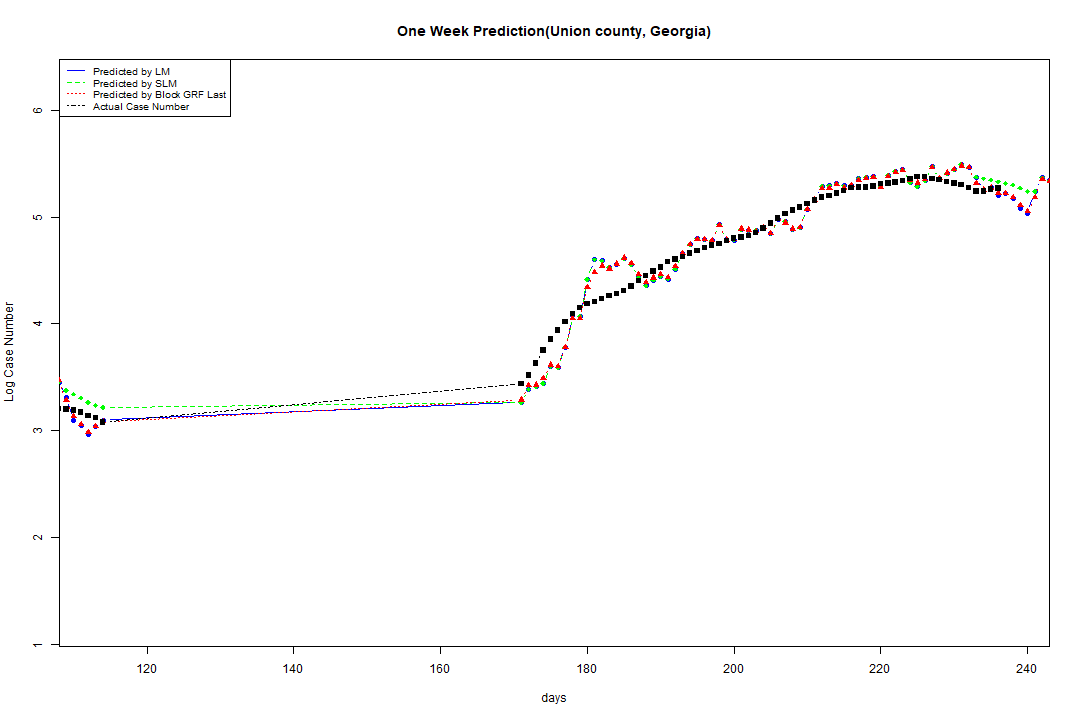 One Week Prediction(Union county, Georgia)
Predicted by LM
Predicted by SLM
Predicted by Block GRF Last
Actual Case Number
6
5
4
3
2
1
Log Case Number
120 140 160 180 200 220 240
days